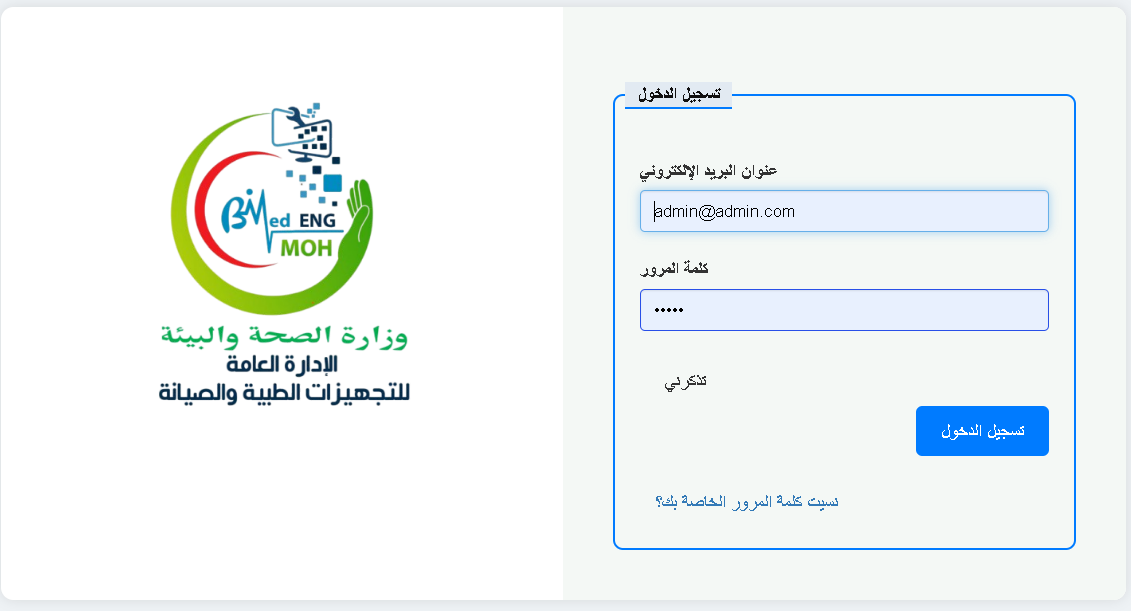 BMed ENG
MOH
وزارة الصحة والبيئة
الإدارة العامة
للتجهيزات الطبية والصيانة
تسجيل الدخول
عنوان البريد الإلكتروني
admin@admin.com
كلمة المرور
•••••
تذكرني
تسجيل الدخول
نسيت كلمة المرور الخاصة بك؟